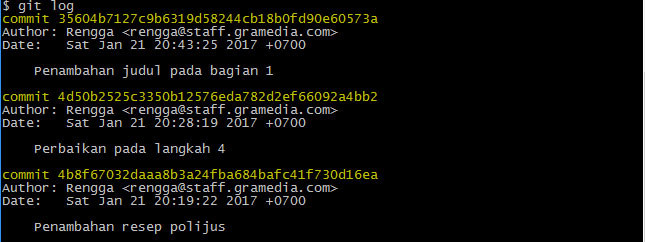 $ git log
commit 35604b7127c9b6319d58244cb18b0fd90e60573a
Author: Rengga <rengga@staff.gramedia.com>
Date:   Sat Jan 21 20:43:25 2017 +0700
    Penambahan judul pada bagian 1
commit 4d50b2525c3350b12576eda782d2ef66092a4bb2
Author: Rengga <rengga@staff.gramedia.com>
Date:   Sat Jan 21 20:28:19 2017 +0700
    Perbaikan pada langkah 4
commit 4b8f67032daaa8b3a24fba684bafc41f730d16ea
Author: Rengga <rengga@staff.gramedia.com>
Date:   Sat Jan 21 20:19:22 2017 +0700
    Penambahan resep polijus